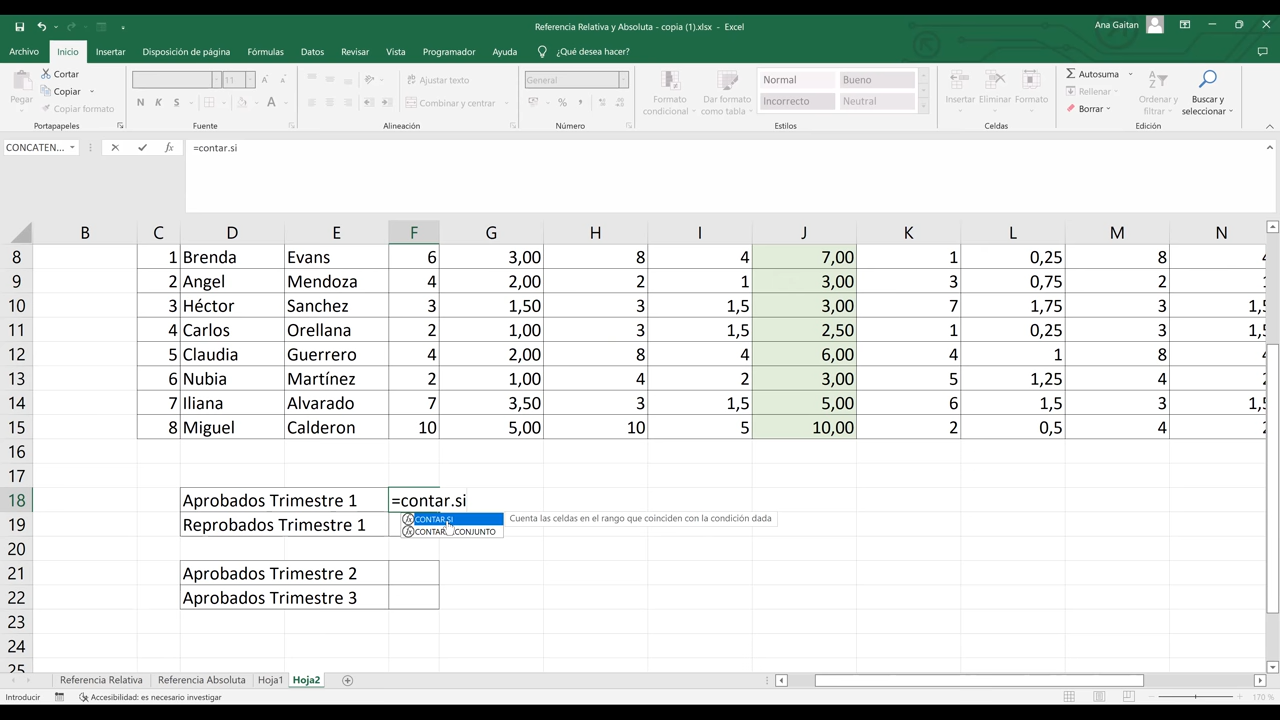 Referencia Relativa y Absoluta - copia (1).xlsx - Excel
Ana Gaitan
Archivo Inicio Insertar Disposición de página Fórmulas Datos Revisar Vista Programador Ayuda ¿Qué desea hacer?
Pegar
Cortar
Copiar
Copiar formato
Portapapeles
11
N K S
Fuente
Ajustar texto
Combinar y centrar
Alineación
General
Número
Formato condicional
Dar formato como tabla
Normal Bueno
Incorrecto Neutral
Estilos
Insertar Eliminar Formato
Celdas
Autosuma
Rellenar
Borrar
Ordenar y filtrar
Buscar y seleccionar
Edición
CONCATEN... fx =contar.si
B C D E F G H I J K L M N
8 1 Brenda Evans 6 3,00 8 4 7,00 1 0,25 8
9 2 Angel Mendoza 4 2,00 2 1 3,00 3 0,75 2
10 3 Héctor Sanchez 3 1,50 3 1,5 3,00 7 1,75 3 1,5
11 4 Carlos Orellana 2 1,00 3 1,5 2,50 1 0,25 3 1,5
12 5 Claudia Guerrero 4 2,00 8 4 6,00 4 1 8
13 6 Nubia Martínez 2 1,00 4 2 3,00 5 1,25 4
14 7 Iliana Alvarado 7 3,50 3 1,5 5,00 6 1,5 3 1,5
15 8 Miguel Calderon 10 5,00 10 5 10,00 2 0,5 4
16
17
18 Aprobados Trimestre 1 =contar.si
CONTAR.SI Cuenta las celdas en el rango que coinciden con la condición dada
19 Reprobados Trimestre 1
20
21 Aprobados Trimestre 2
22 Aprobados Trimestre 3
23
24
25
Referencia Relativa Referencia Absoluta Hoja1 Hoja2
Introducir Accesibilidad: es necesario investigar 170 %